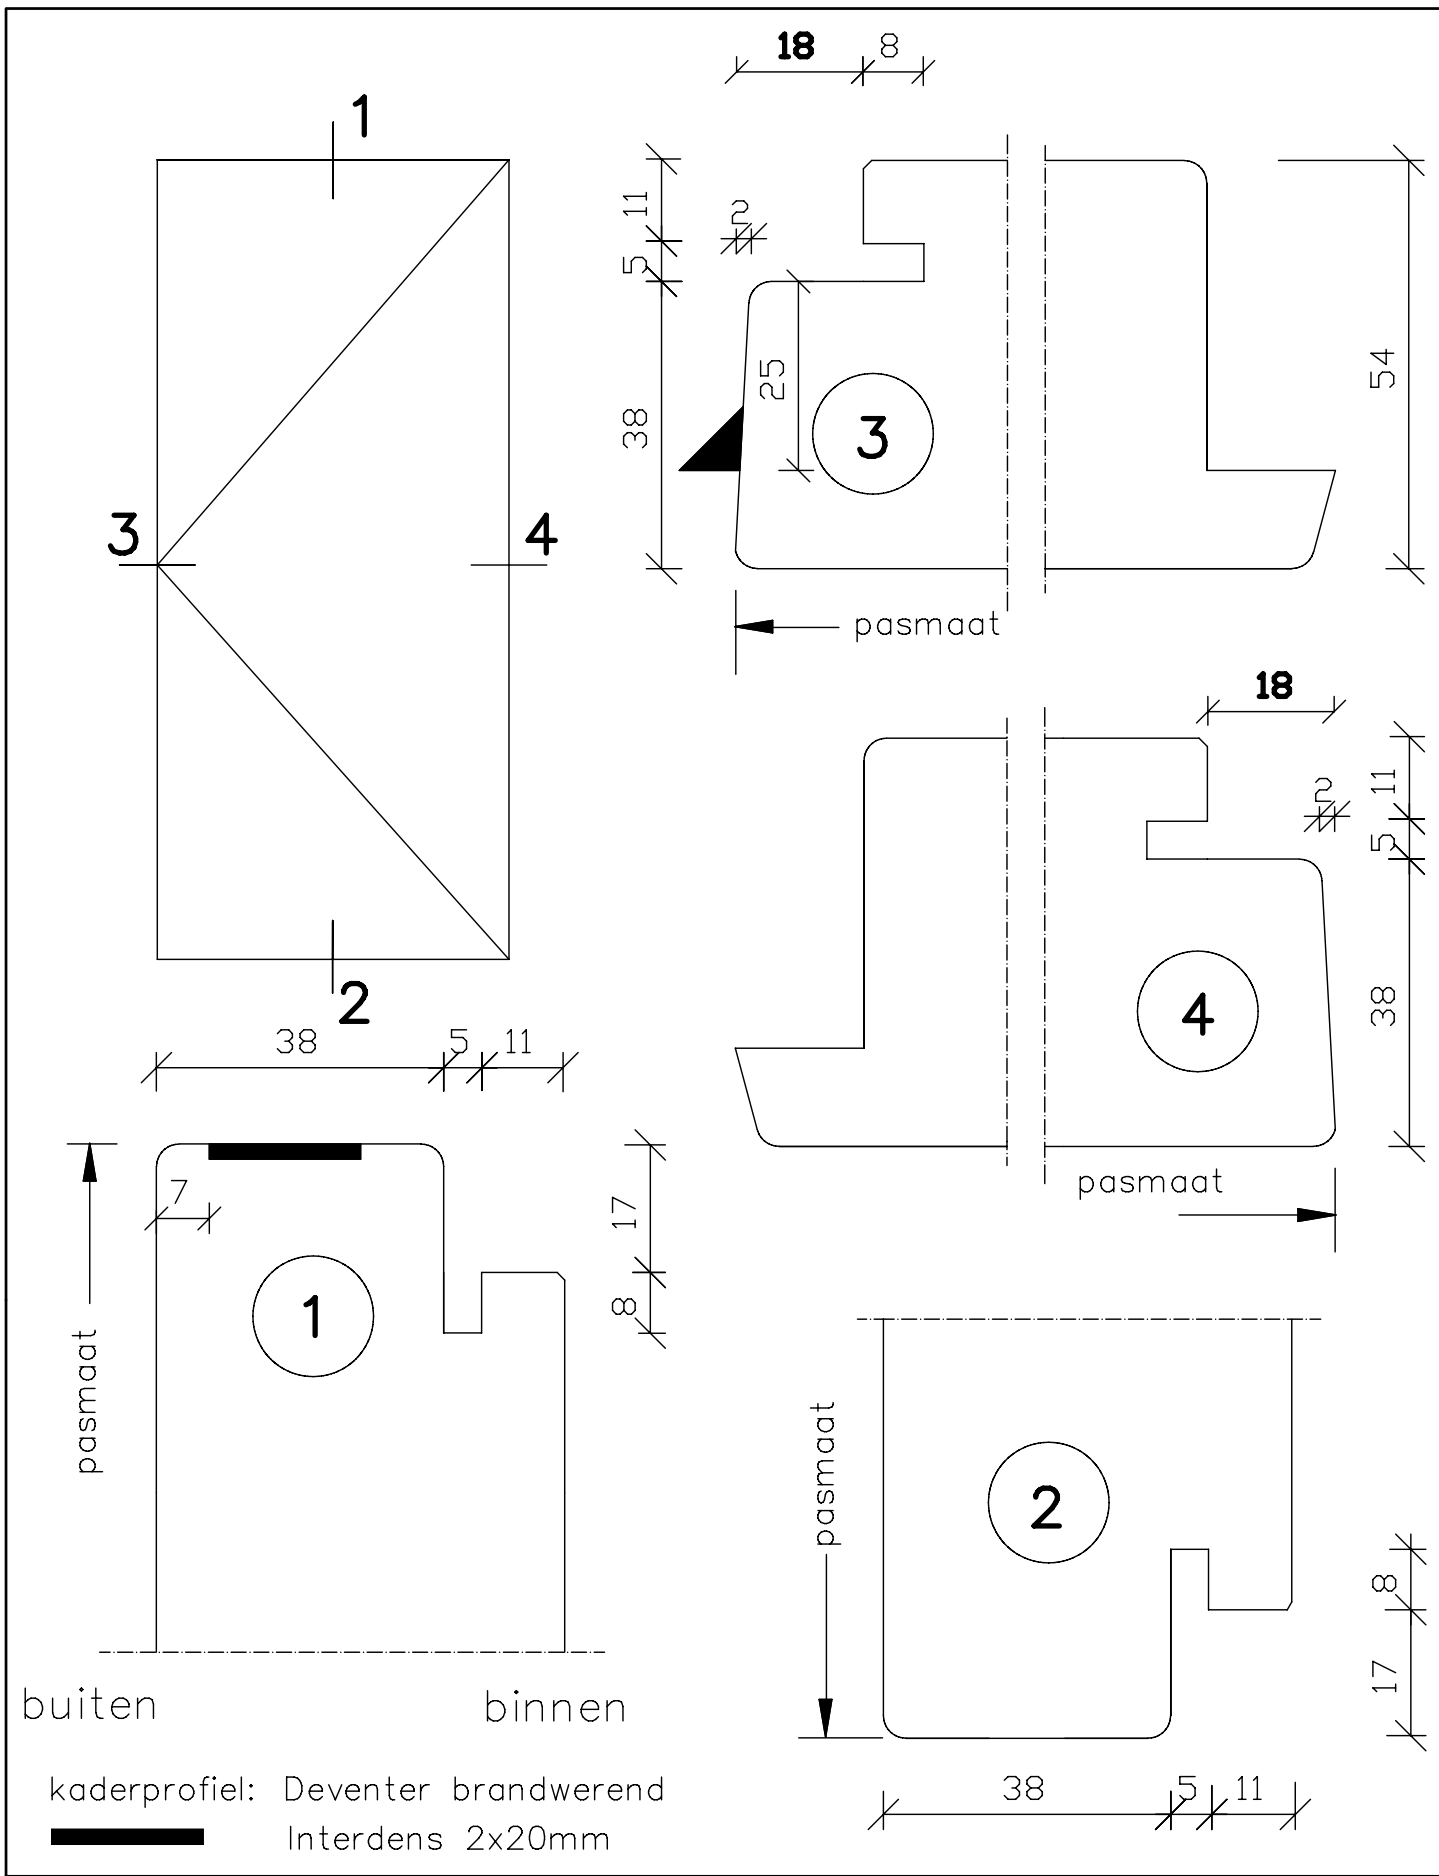 18 8
1
11
2
5
25
38
3
54
3
4
pasmaat
18
11
2
5
2
38
4
38 5 11
pasmaat
7
17
8
1
pasmaat
pasmaat
2
8
17
buiten binnen
38 5 11
kaderprofiel: Deventer brandwerend
Interdens 2x20mm